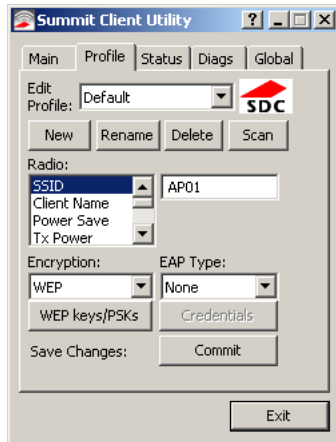 Summit Client Utility
Main Profile Status Diags Global
Edit
Profile: Default
SDC
New Rename Delete Scan
Radio:
SSID AP01
Client Name
Power Save
Tx Power
Encryption: EAP Type:
WEP None
WEP keys/PSKs Credentials
Save Changes: Commit
Exit